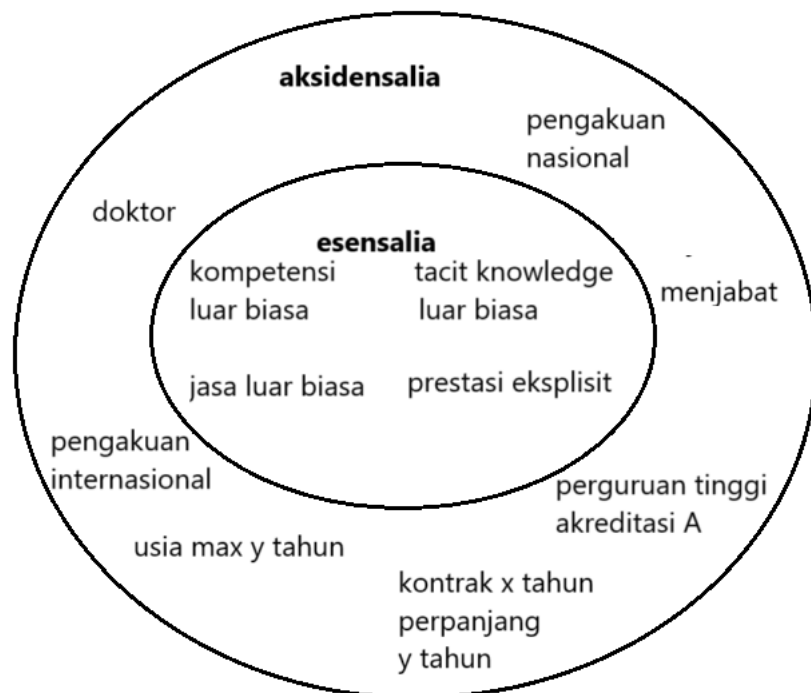 aksidensalia
pengakuan
nasional
doktor
esensalia
kompetensi
luar biasa
tacit knowledge
luar biasa
menjabat
jasa luar biasa
prestasi eksplisit
pengakuan
internasional
perguruan tinggi
akreditasi A
usia max y tahun
kontrak x tahun
perpanjang
y tahun